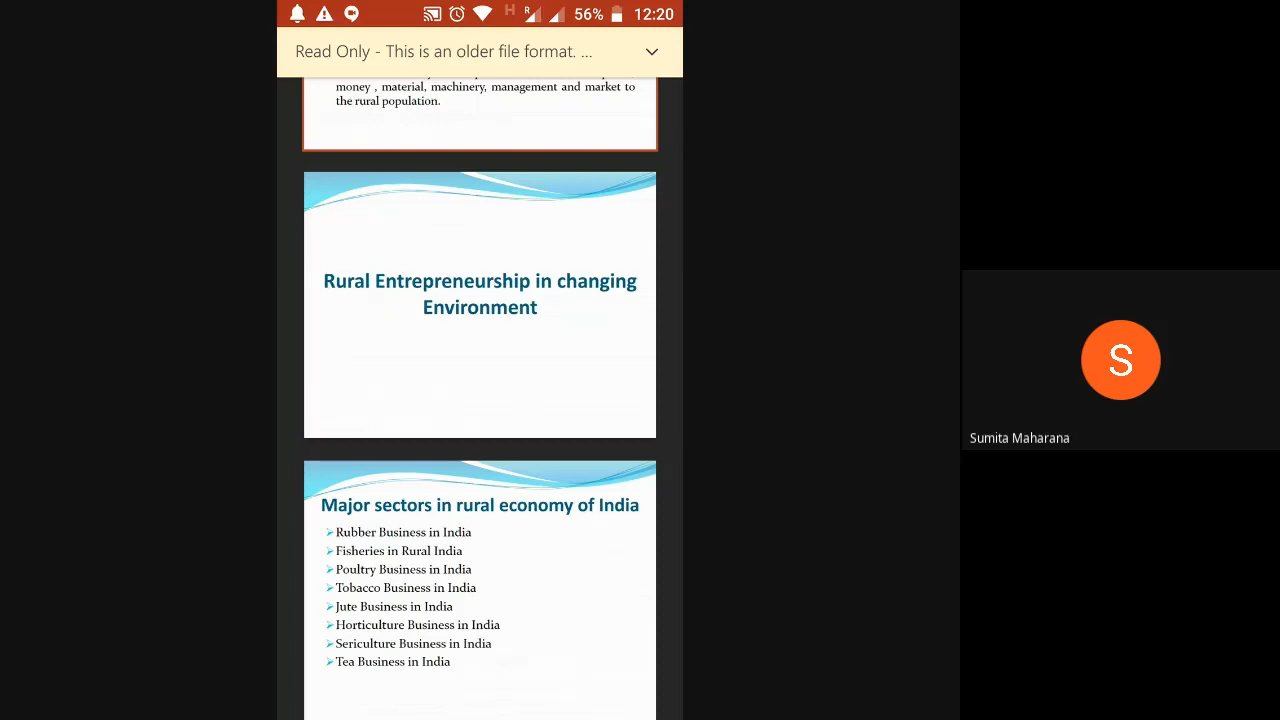 H R 56% 12:20
Read Only - This is an older file format. ...
money , material, machinery, management and market to
the rural population.
Rural Entrepreneurship in changing
Environment
Major sectors in rural economy of India
Rubber Business in India
Fisheries in Rural India
Poultry Business in India
Tobacco Business in India
Jute Business in India
Horticulture Business in India
Sericulture Business in India
Tea Business in India
S
Sumita Maharana